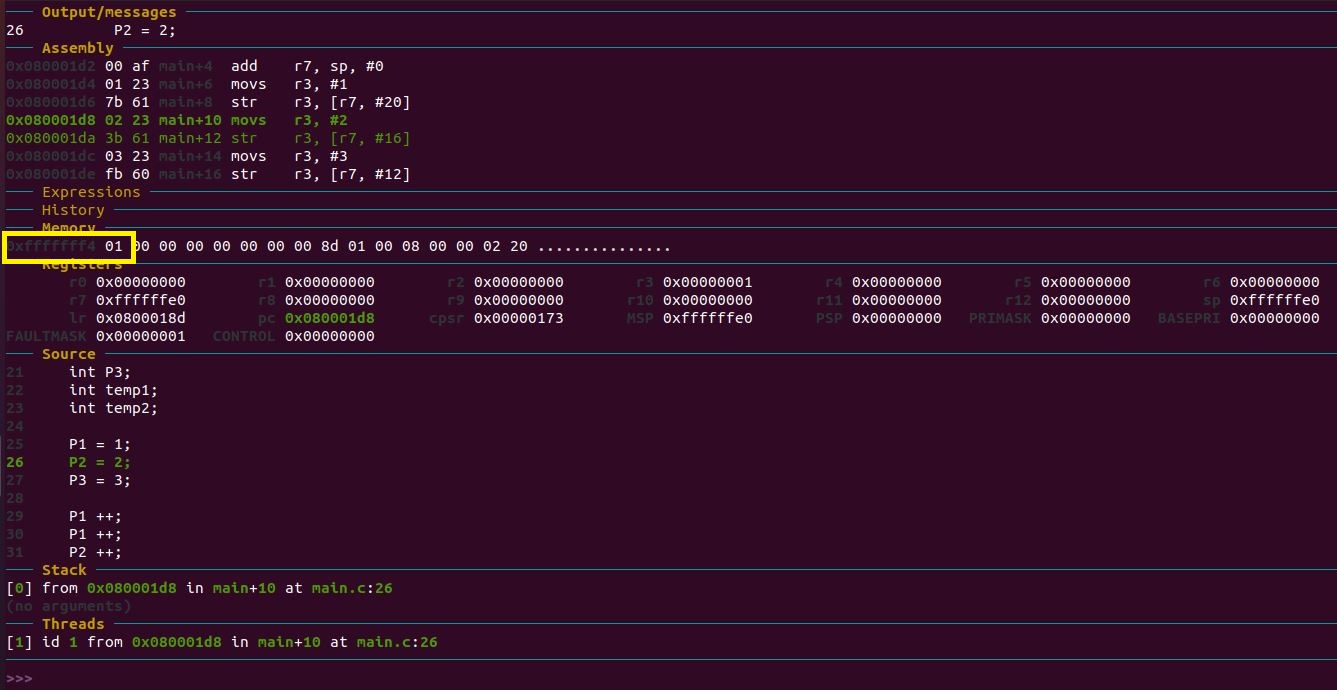 Output/messages
26 P2 = 2;
Assembly
0x080001d2 00 af main+4 add r7, sp, #0
0x080001d4 01 23 main+6 movs r3, #1
0x080001d6 7b 61 main+8 str r3, [r7, #20]
0x080001d8 02 23 main+10 movs r3, #2
0x080001da 3b 61 main+12 str r3, [r7, #16]
0x080001dc 03 23 main+14 movs r3, #3
0x080001de fb 60 main+16 str r3, [r7, #12]
Expressions
History
Memory
0xfffffff4 01 00 00 00 00 00 00 00 8d 01 00 08 00 00 02 20 ...............
Registers
r0 0x00000000 r1 0x00000000 r2 0x00000000 r3 0x00000001 r4 0x00000000 r5 0x00000000 r6 0x00000000
r7 0xffffffe0 r8 0x00000000 r9 0x00000000 r10 0x00000000 r11 0x00000000 r12 0x00000000 sp 0xffffffe0
lr 0x0800018d pc 0x080001d8 cpsr 0x00000173 MSP 0xffffffe0 PSP 0x00000000 PRIMASK 0x00000000 BASEPRI 0x00000000
FAULTMASK 0x00000001 CONTROL 0x00000000
Source
21 int P3;
22 int temp1;
23 int temp2;
24
25 P1 = 1;
26 P2 = 2;
27 P3 = 3;
28
29 P1 ++;
30 P1 ++;
31 P2 ++;
Stack
[0] from 0x080001d8 in main+10 at main.c:26
(no arguments)
Threads
[1] id 1 from 0x080001d8 in main+10 at main.c:26
>>>